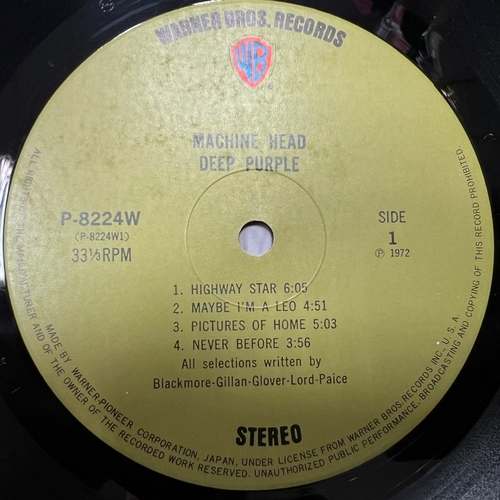 WARNER BROS. RECORDS
WB
MACHINE HEAD
DEEP PURPLE
P-8224W
(P-8224W1)
33⅓RPM
SIDE
1
Ⓟ 1972
1. HIGHWAY STAR 6:05
2. MAYBE I'M A LEO 4:51
3. PICTURES OF HOME 5:03
4. NEVER BEFORE 3:56
All selections written by
Blackmore-Gillan-Glover-Lord-Paice
STEREO
MADE BY WARNER-PIONEER CORPORATION, JAPAN, UNDER LICENSE FROM WARNER BROS. RECORDS INC., U.S.A.
ALL RIGHTS MANUFACTURER AND OF THE OWNER OF THE RECORDED WORK RESERVED. UNAUTHORIZED PUBLIC PERFORMANCE, BROADCASTING AND COPYING OF THIS RECORD PROHIBITED